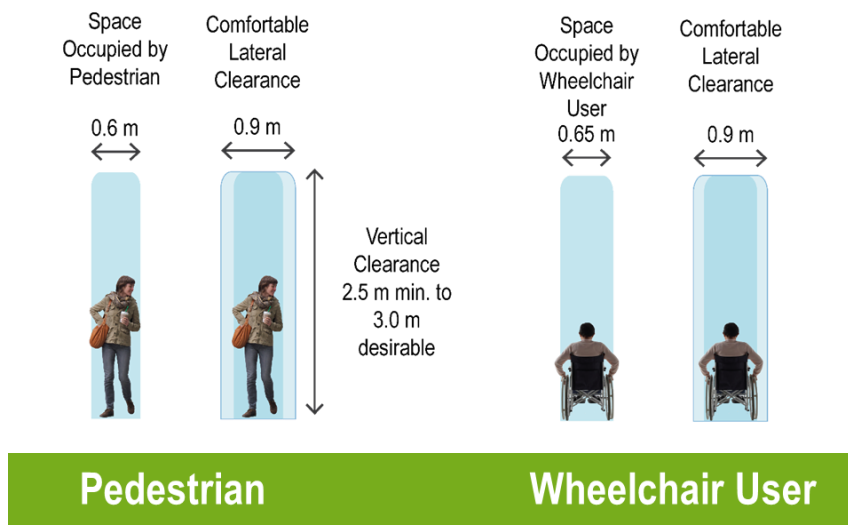 Space
Occupied by
Pedestrian
0.6 m
Comfortable
Lateral
Clearance
0.9 m
Vertical
Clearance
2.5 m min. to
3.0 m
desirable
Space
Occupied by
Wheelchair
User
0.65 m
Comfortable
Lateral
Clearance
0.9 m
Pedestrian
Wheelchair User